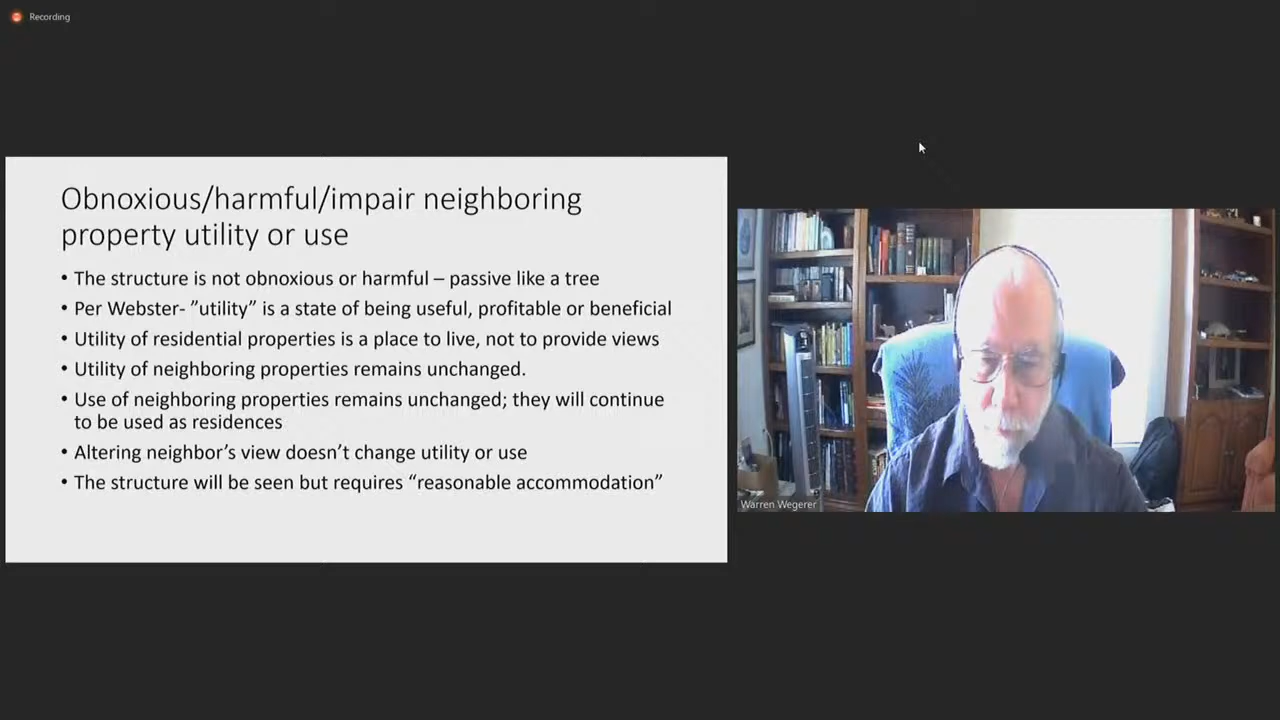 Recording
Obnoxious/harmful/impair neighboring
property utility or use
• The structure is not obnoxious or harmful – passive like a tree
• Per Webster- ”utility” is a state of being useful, profitable or beneficial
• Utility of residential properties is a place to live, not to provide views
• Utility of neighboring properties remains unchanged.
• Use of neighboring properties remains unchanged; they will continue
to be used as residences
• Altering neighbor’s view doesn’t change utility or use
• The structure will be seen but requires “reasonable accommodation”
Warren Wegerer